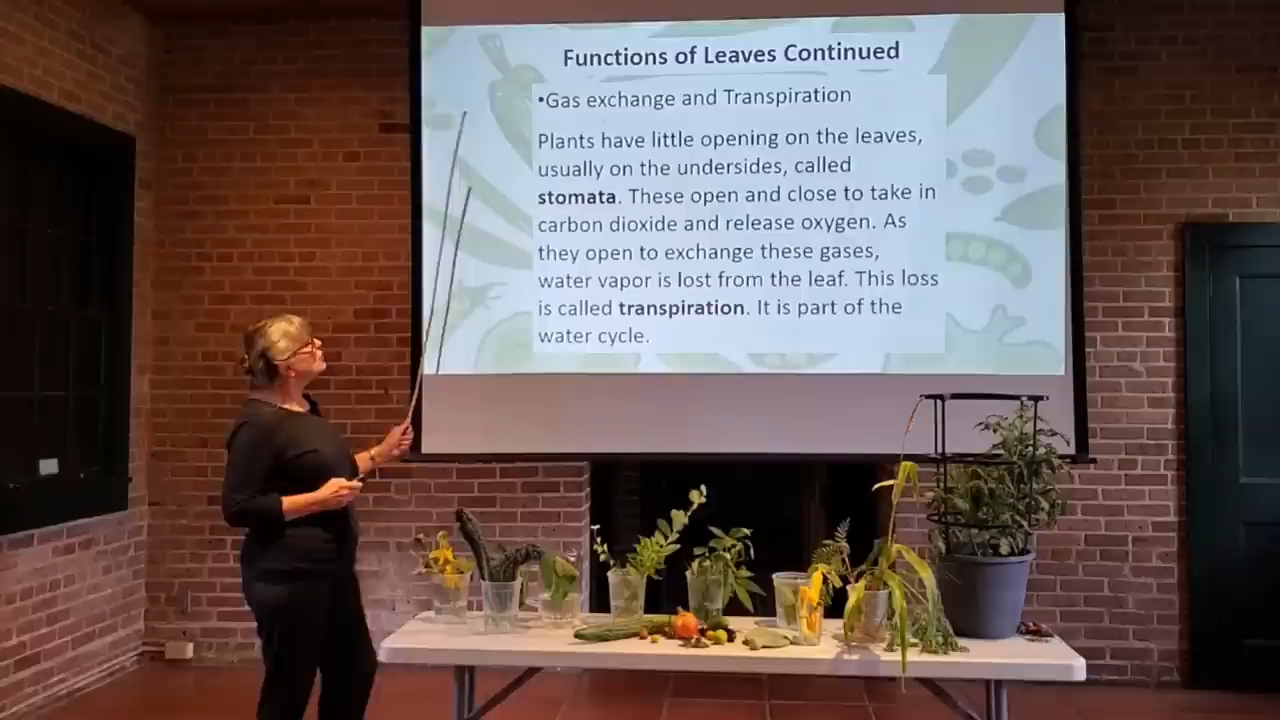 Functions of Leaves Continued
•Gas exchange and Transpiration
Plants have little opening on the leaves,
usually on the undersides, called
stomata. These open and close to take in
carbon dioxide and release oxygen. As
they open to exchange these gases,
water vapor is lost from the leaf. This loss
is called transpiration. It is part of the
water cycle.